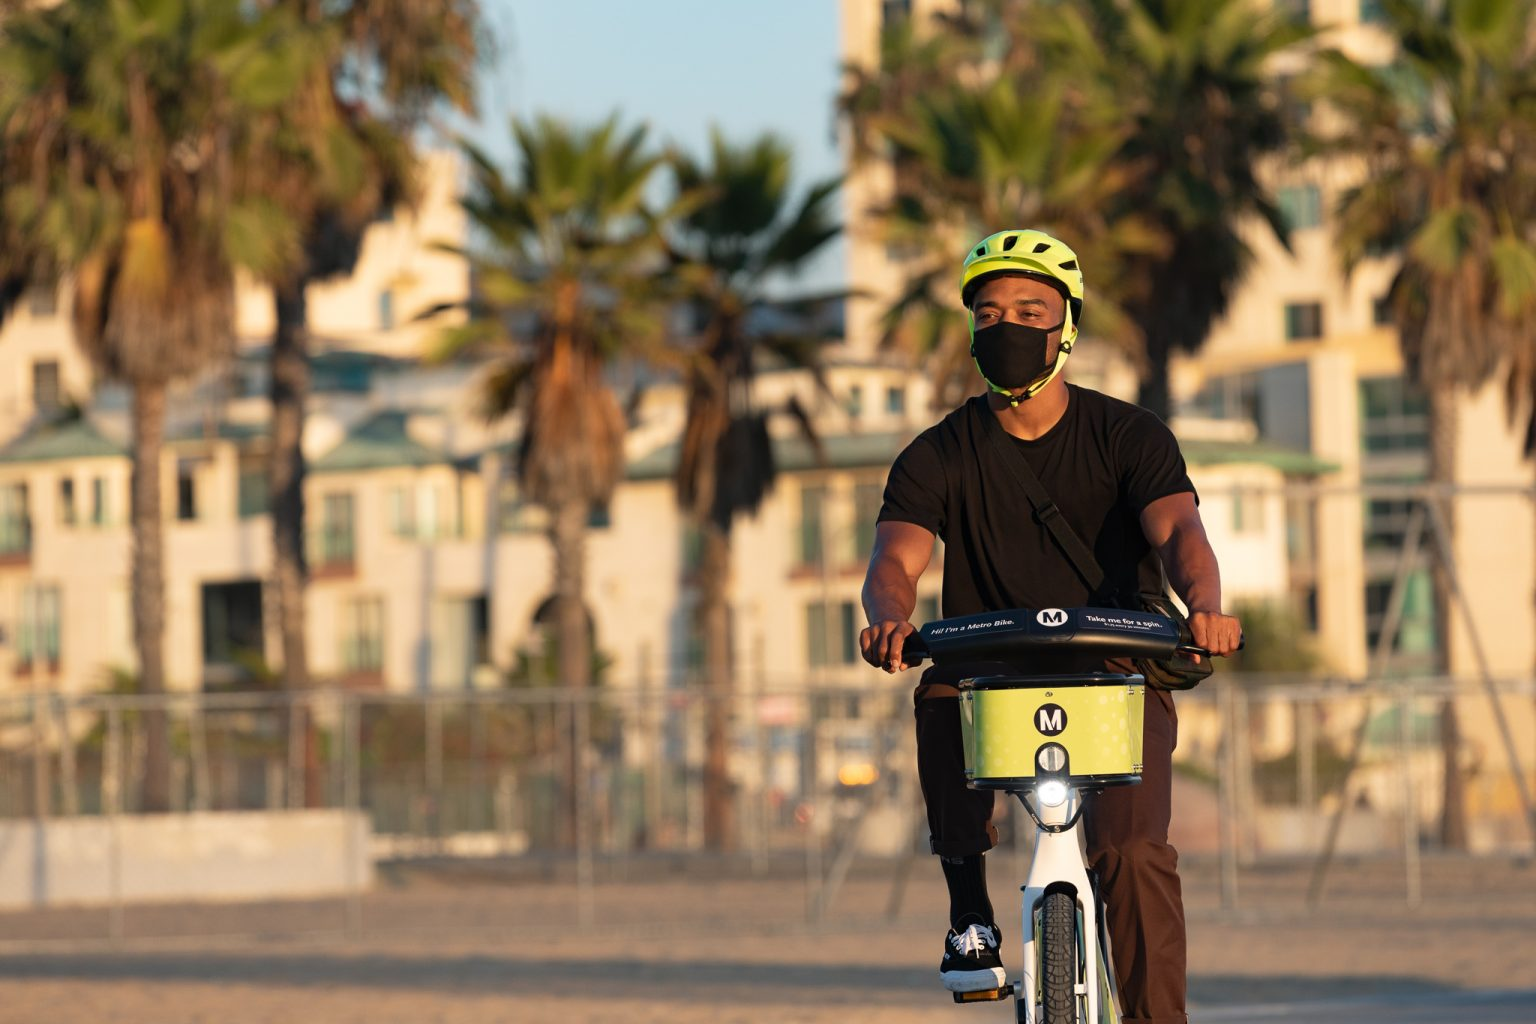 Hi! I'm a Metro Bike.
M
Take me for a spin.
M